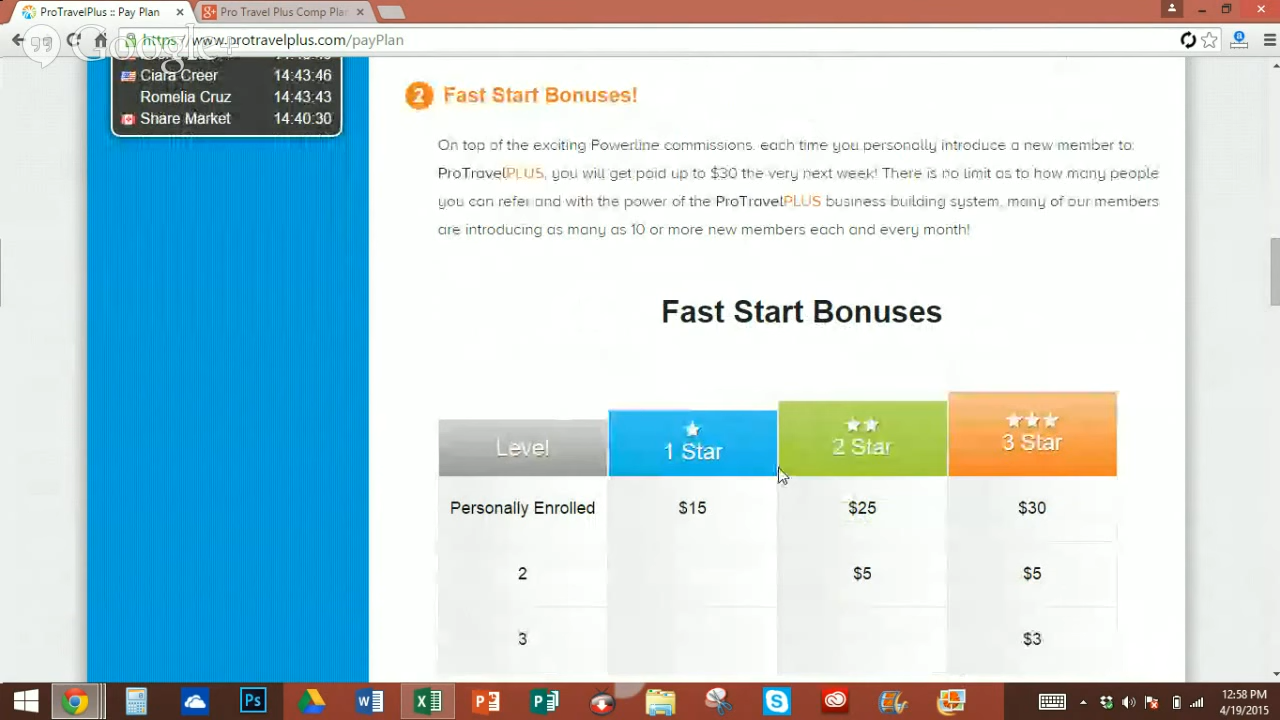 ProTravelPlus :: Pay Plan
Pro Travel Plus Comp Plan
https://www.protravelplus.com/payPlan
Google+
Ciara Creer 14:43:46
Romelia Cruz 14:43:43
Share Market 14:40:30
2 Fast Start Bonuses!
On top of the exciting Powerline commissions, each time you personally introduce a new member to
ProTravelPLUS, you will get paid up to $30 the very next week! There is no limit as to how many people
you can refer and with the power of the ProTravelPLUS business building system, many of our members
are introducing as many as 10 or more new members each and every month!
Fast Start Bonuses
Level 1 Star 2 Star 3 Star
Personally Enrolled $15 $25 $30
2 $5 $5
3 $3
12:58 PM
4/19/2015